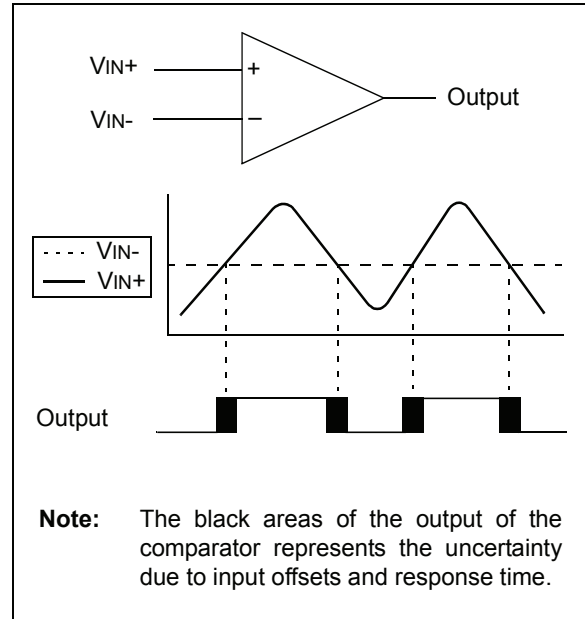 VIN+
+
Output
VIN-
–
VIN-
VIN+
Output
Note: The black areas of the output of the
comparator represents the uncertainty
due to input offsets and response time.